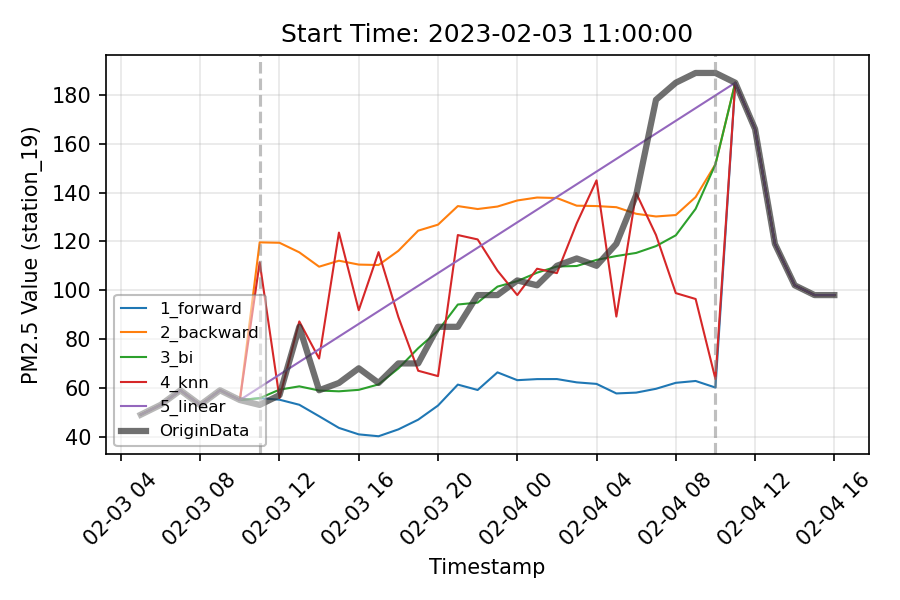 Start Time: 2023-02-03 11:00:00
PM2.5 Value (station_19)
180
160
140
120
100
80
60
40
1_forward
2_backward
3_bi
4_knn
5_linear
OriginData
02-03 04
02-03 08
02-03 12
02-03 16
02-03 20
02-04 00
02-04 04
02-04 08
02-04 12
02-04 16
Timestamp